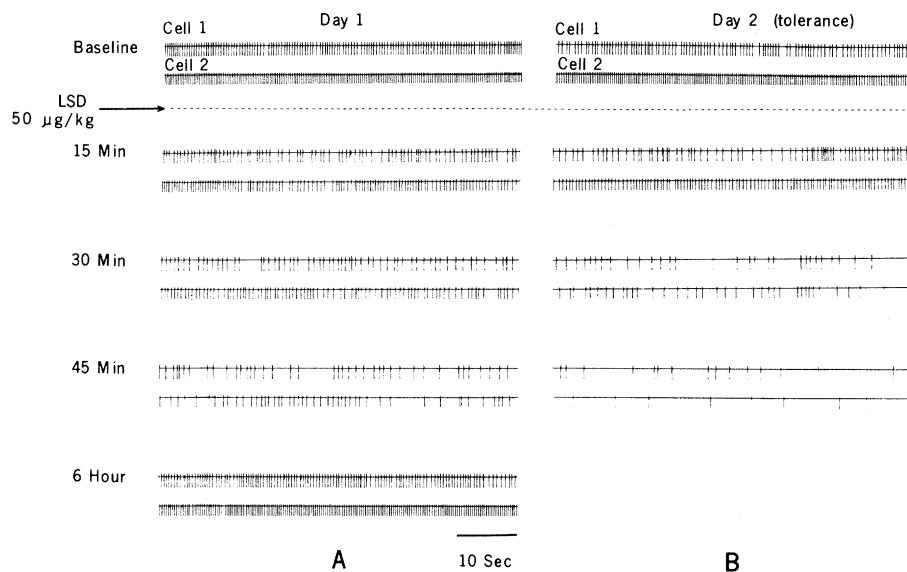 Day 1
Day 2 (tolerance)
Baseline
Cell 1
Cell 2
Cell 1
Cell 2
LSD
50 µg/kg
15 Min
30 Min
45 Min
6 Hour
A
10 Sec
B